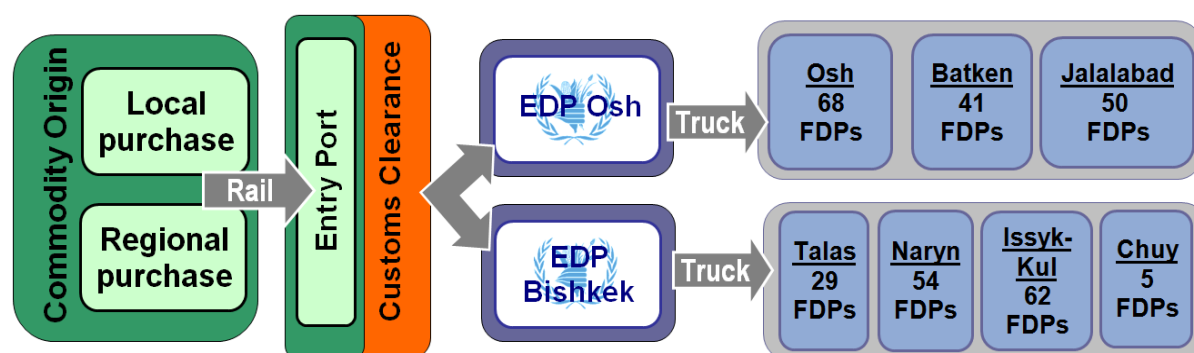 Commodity Origin
Local
purchase
Regional
purchase
Rail
Entry Port
Customs Clearance
EDP Osh
Truck
Osh
68
FDPs
Batken
41
FDPs
Jalalabad
50
FDPs
EDP
Bishkek
Truck
Talas
29
FDPs
Naryn
54
FDPs
Issyk-
Kul
62
FDPs
Chuy
5
FDPs